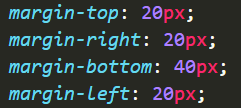 margin-top: 20px;
margin-right: 20px;
margin-bottom: 40px;
margin-left: 20px;